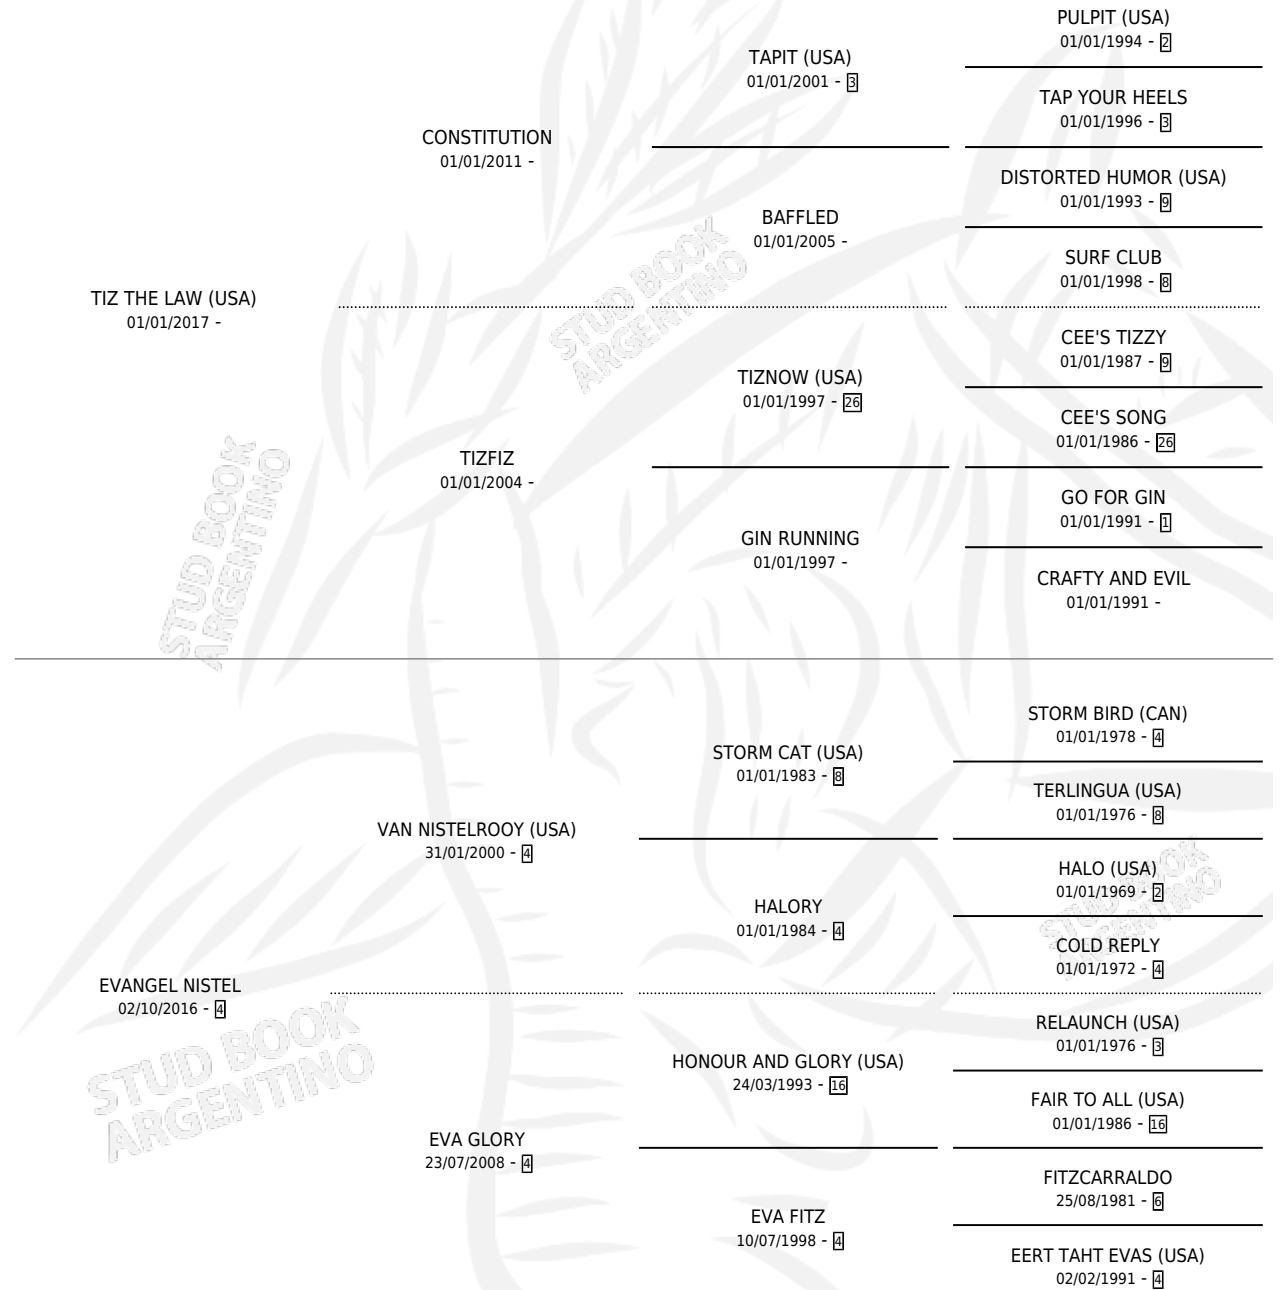 PULPIT (USA)
01/01/1994 - 2
TAPIT (USA)
01/01/2001 - 3
TAP YOUR HEELS
01/01/1996 - 3
CONSTITUTION
01/01/2011 -
DISTORTED HUMOR (USA)
01/01/1993 - 9
BAFFLED
01/01/2005 -
SURF CLUB
01/01/1998 - 8
TIZ THE LAW (USA)
01/01/2017 -
CEE'S TIZZY
01/01/1987 - 9
TIZNOW (USA)
01/01/1997 - 26
CEE'S SONG
01/01/1986 - 26
TIZFIZ
01/01/2004 -
GO FOR GIN
01/01/1991 - 1
GIN RUNNING
01/01/1997 -
CRAFTY AND EVIL
01/01/1991 -
STORM BIRD (CAN)
01/01/1978 - 4
STORM CAT (USA)
01/01/1983 - 8
TERLINGUA (USA)
01/01/1976 - 8
VAN NISTELROOY (USA)
31/01/2000 - 4
HALO (USA)
01/01/1969 - 2
HALORY
01/01/1984 - 4
COLD REPLY
01/01/1972 - 4
EVANGEL NISTEL
02/10/2016 - 4
RELAUNCH (USA)
01/01/1976 - 3
HONOUR AND GLORY (USA)
24/03/1993 - 16
FAIR TO ALL (USA)
01/01/1986 - 16
EVA GLORY
23/07/2008 - 4
FITZCARRALDO
25/08/1981 - 6
EVA FITZ
10/07/1998 - 4
EERT TAHT EVAS (USA)
02/02/1991 - 4
STUD BOOK
ARGENTINO
STUD BOOK
ARGENTINO
STUD BOOK
ARGENTINO
STUD BOOK
ARGENTINO